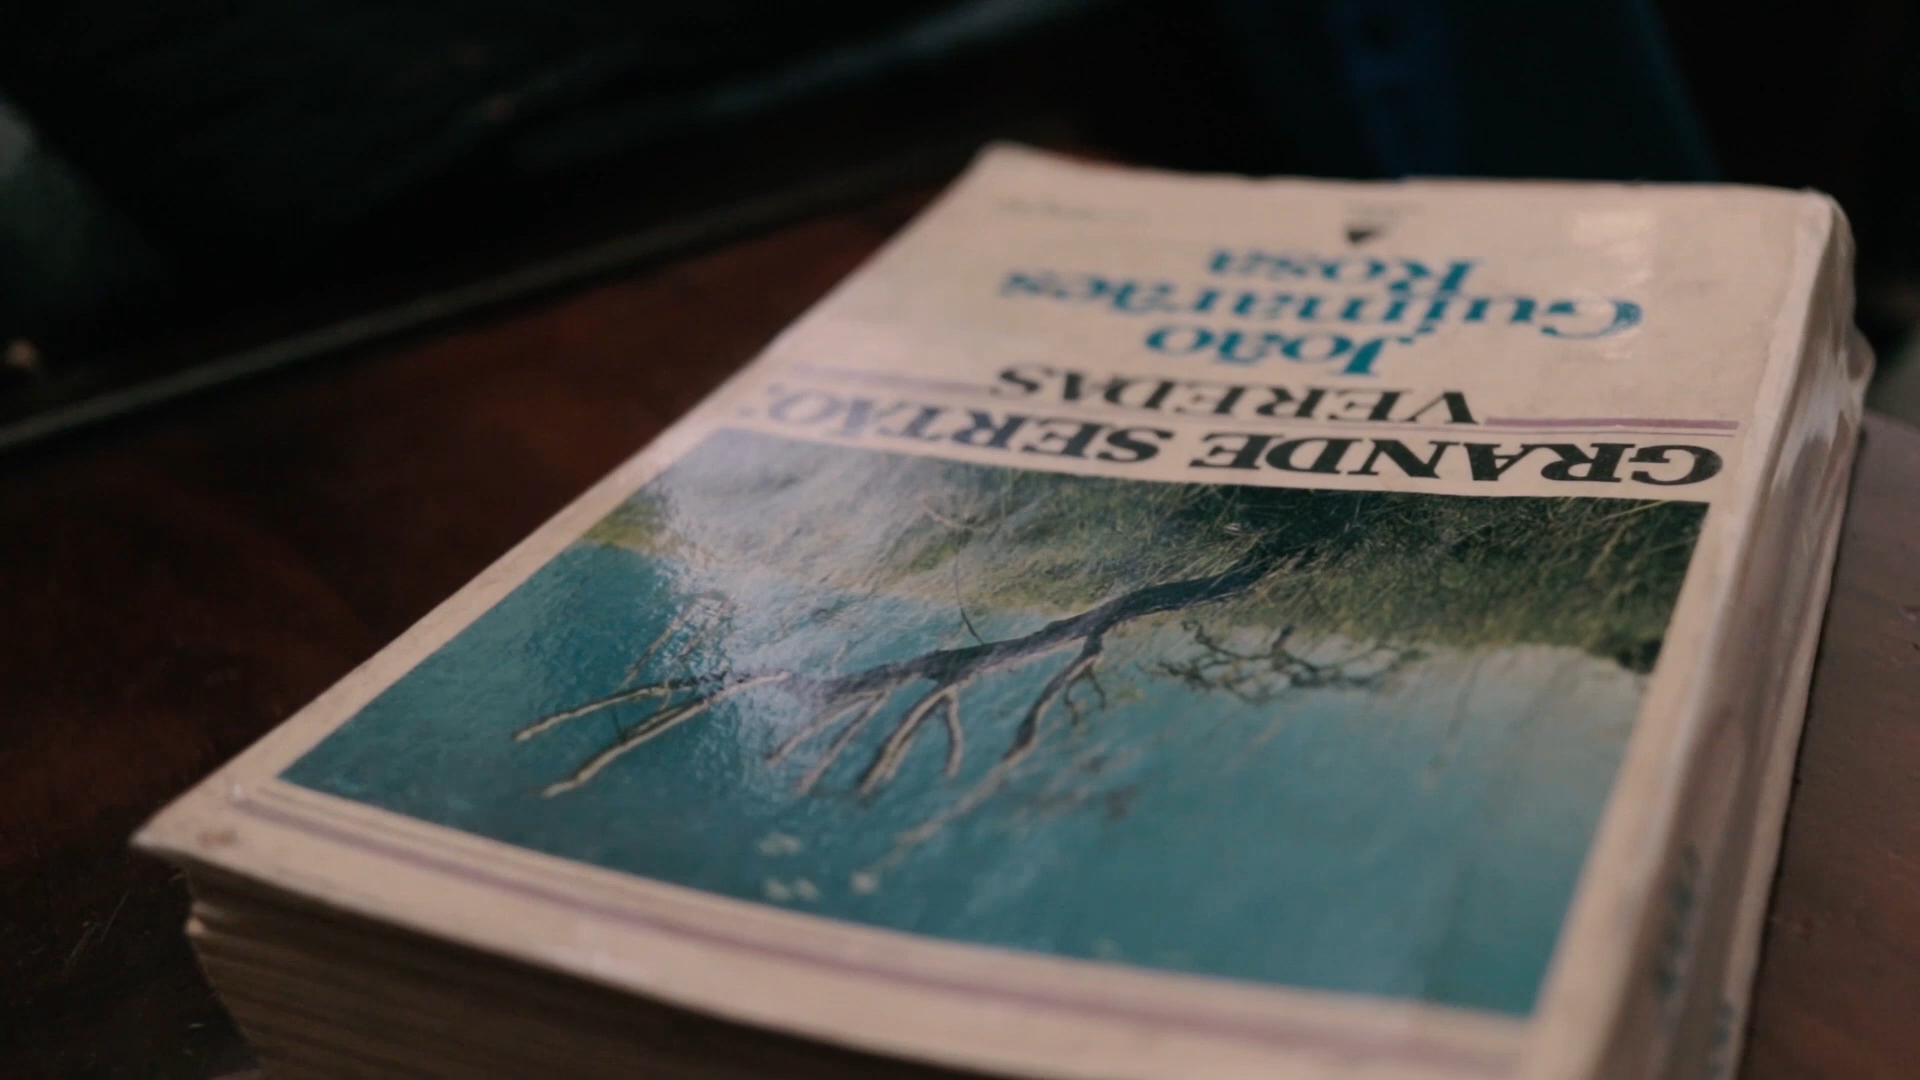 João
Guimarães
Rosa
GRANDE SERTÃO:
VEREDAS